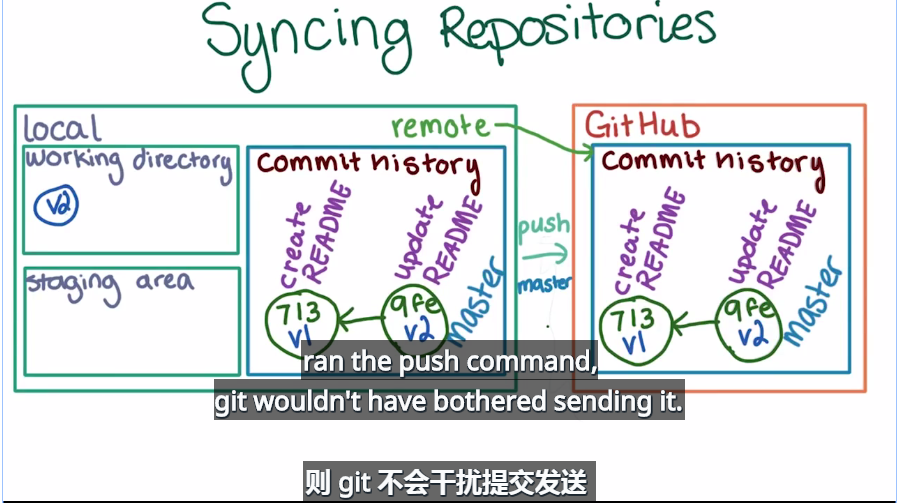 Syncing Repositories
local
remote
GitHub
working directory
v2
staging area
commit history
create README
update README
713
v1
9fe
v2
master
push
master
commit history
create README
update README
713
v1
9fe
v2
master
ran the push command,
git wouldn't have bothered sending it.
则 git 不会干扰提交发送